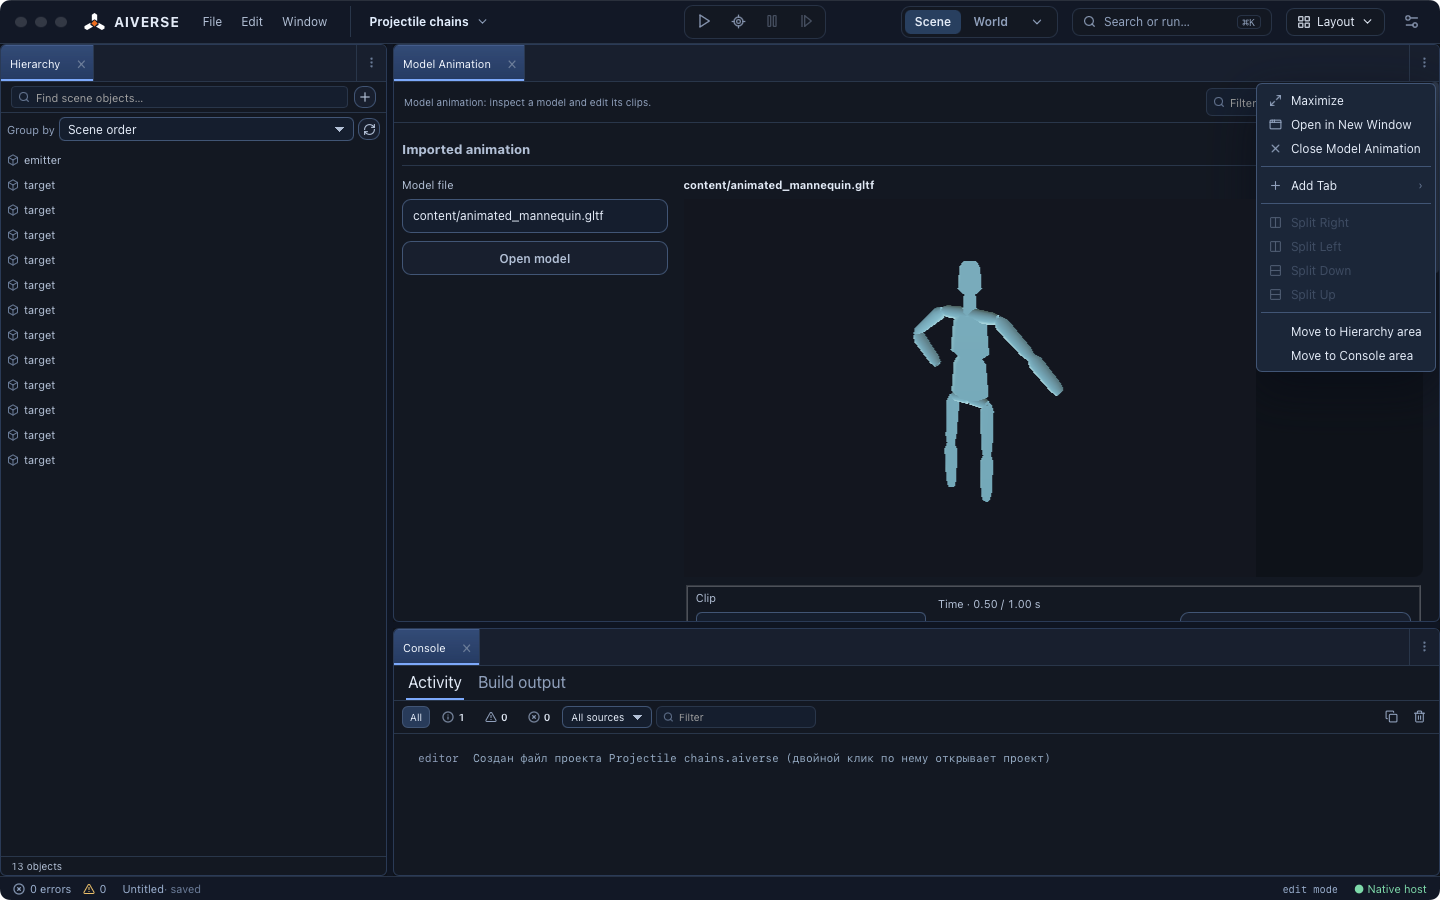 AIVERSE File Edit Window Projectile chains Scene World Search or run... ⌘K Layout
Hierarchy
Find scene objects...
Group by Scene order
emitter
target
target
target
target
target
target
target
target
target
target
target
target
13 objects
Model Animation
Model animation: inspect a model and edit its clips.
Filter
Imported animation
Model file
content/animated_mannequin.gltf
Open model
content/animated_mannequin.gltf
Clip
Time · 0.50 / 1.00 s
Maximize
Open in New Window
Close Model Animation
Add Tab
Split Right
Split Left
Split Down
Split Up
Move to Hierarchy area
Move to Console area
Console
Activity Build output
All 1 0 0 All sources Filter
editor Создан файл проекта Projectile chains.aiverse (двойной клик по нему открывает проект)
0 errors 0 Untitled · saved edit mode Native host